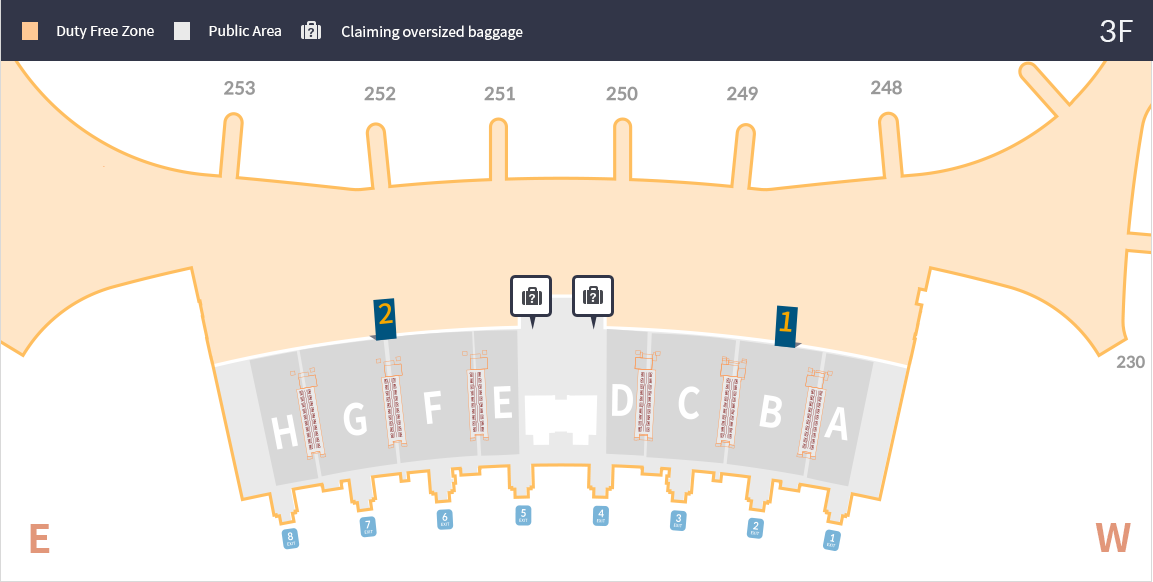 Duty Free Zone
Public Area
Claiming oversized baggage
3F
253
252
251
250
249
248
?
?
2
1
230
H
G
F
E
D
C
B
A
8
EXIT
7
EXIT
6
EXIT
5
EXIT
4
EXIT
3
EXIT
2
EXIT
1
EXIT
E
W